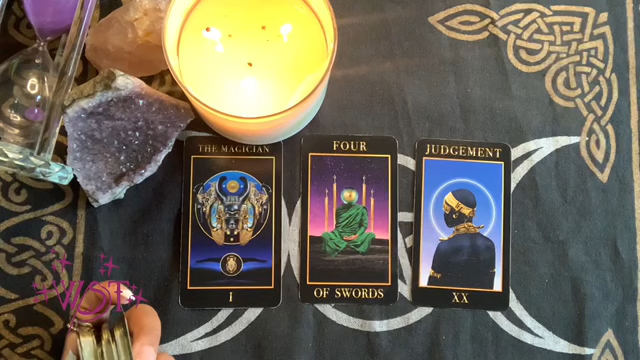 THE MAGICIAN
I
FOUR
OF SWORDS
JUDGEMENT
XX